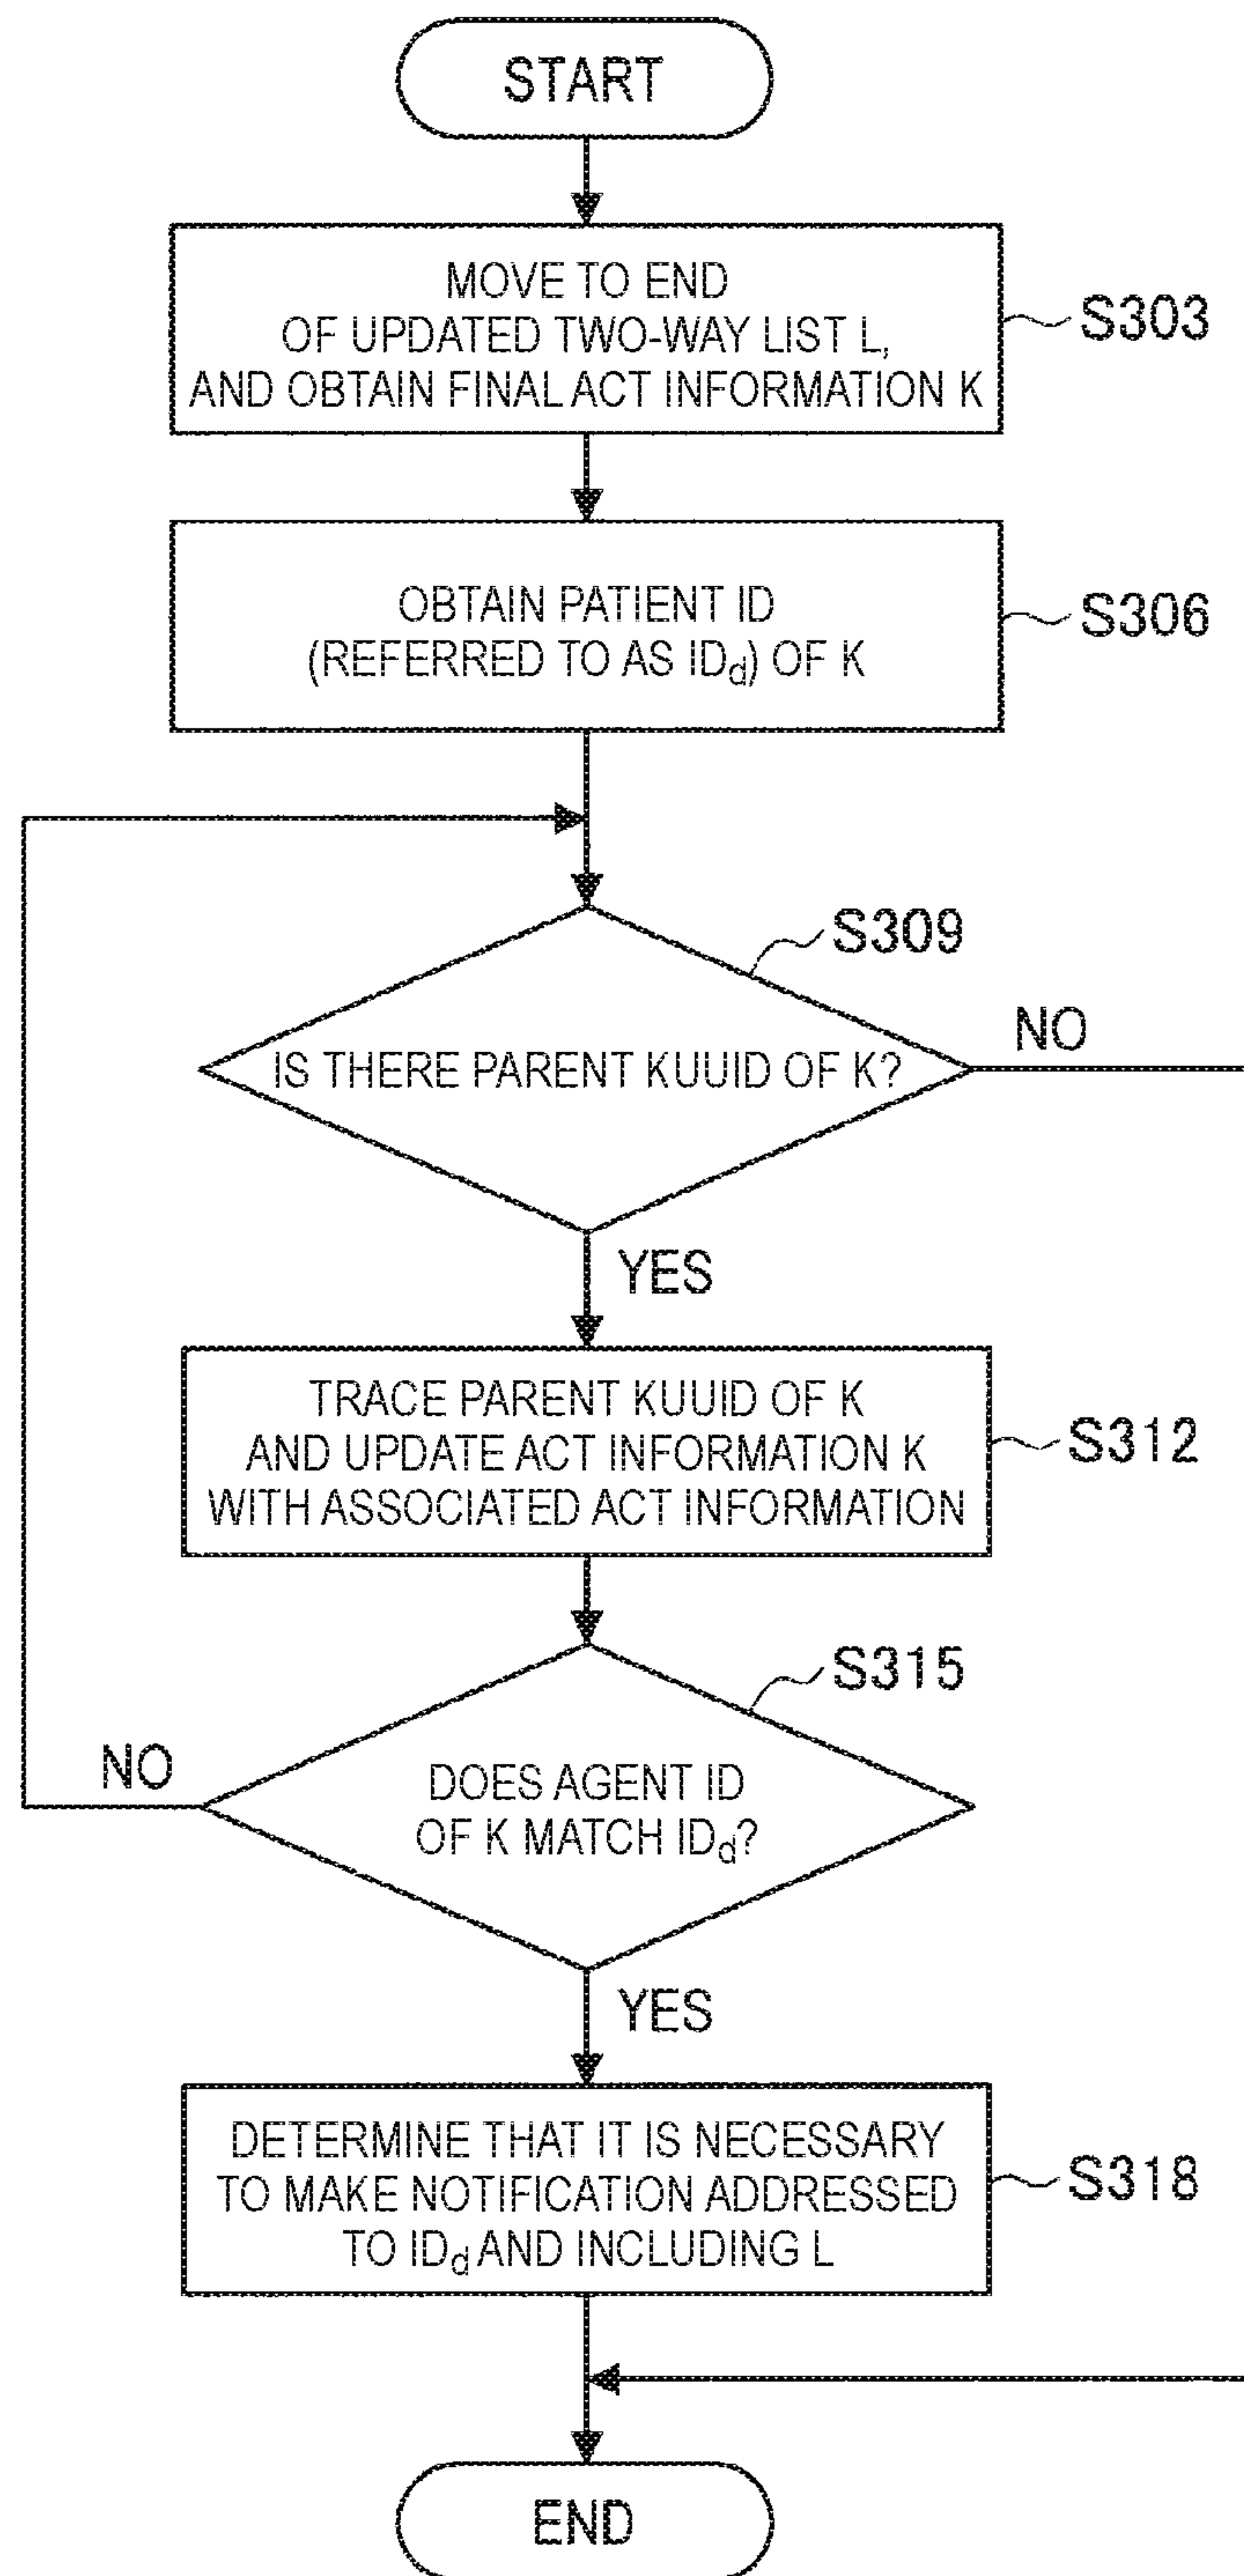 START
MOVE TO END
OF UPDATED TWO-WAY LIST L,
AND OBTAIN FINAL ACT INFORMATION K
S303
OBTAIN PATIENT ID
(REFERRED TO AS IDd) OF K
S306
S309
IS THERE PARENT KUUID OF K?
NO
YES
TRACE PARENT KUUID OF K
AND UPDATE ACT INFORMATION K
WITH ASSOCIATED ACT INFORMATION
S312
S315
NO
DOES AGENT ID
OF K MATCH IDd?
YES
DETERMINE THAT IT IS NECESSARY
TO MAKE NOTIFICATION ADDRESSED
TO IDd AND INCLUDING L
S318
END